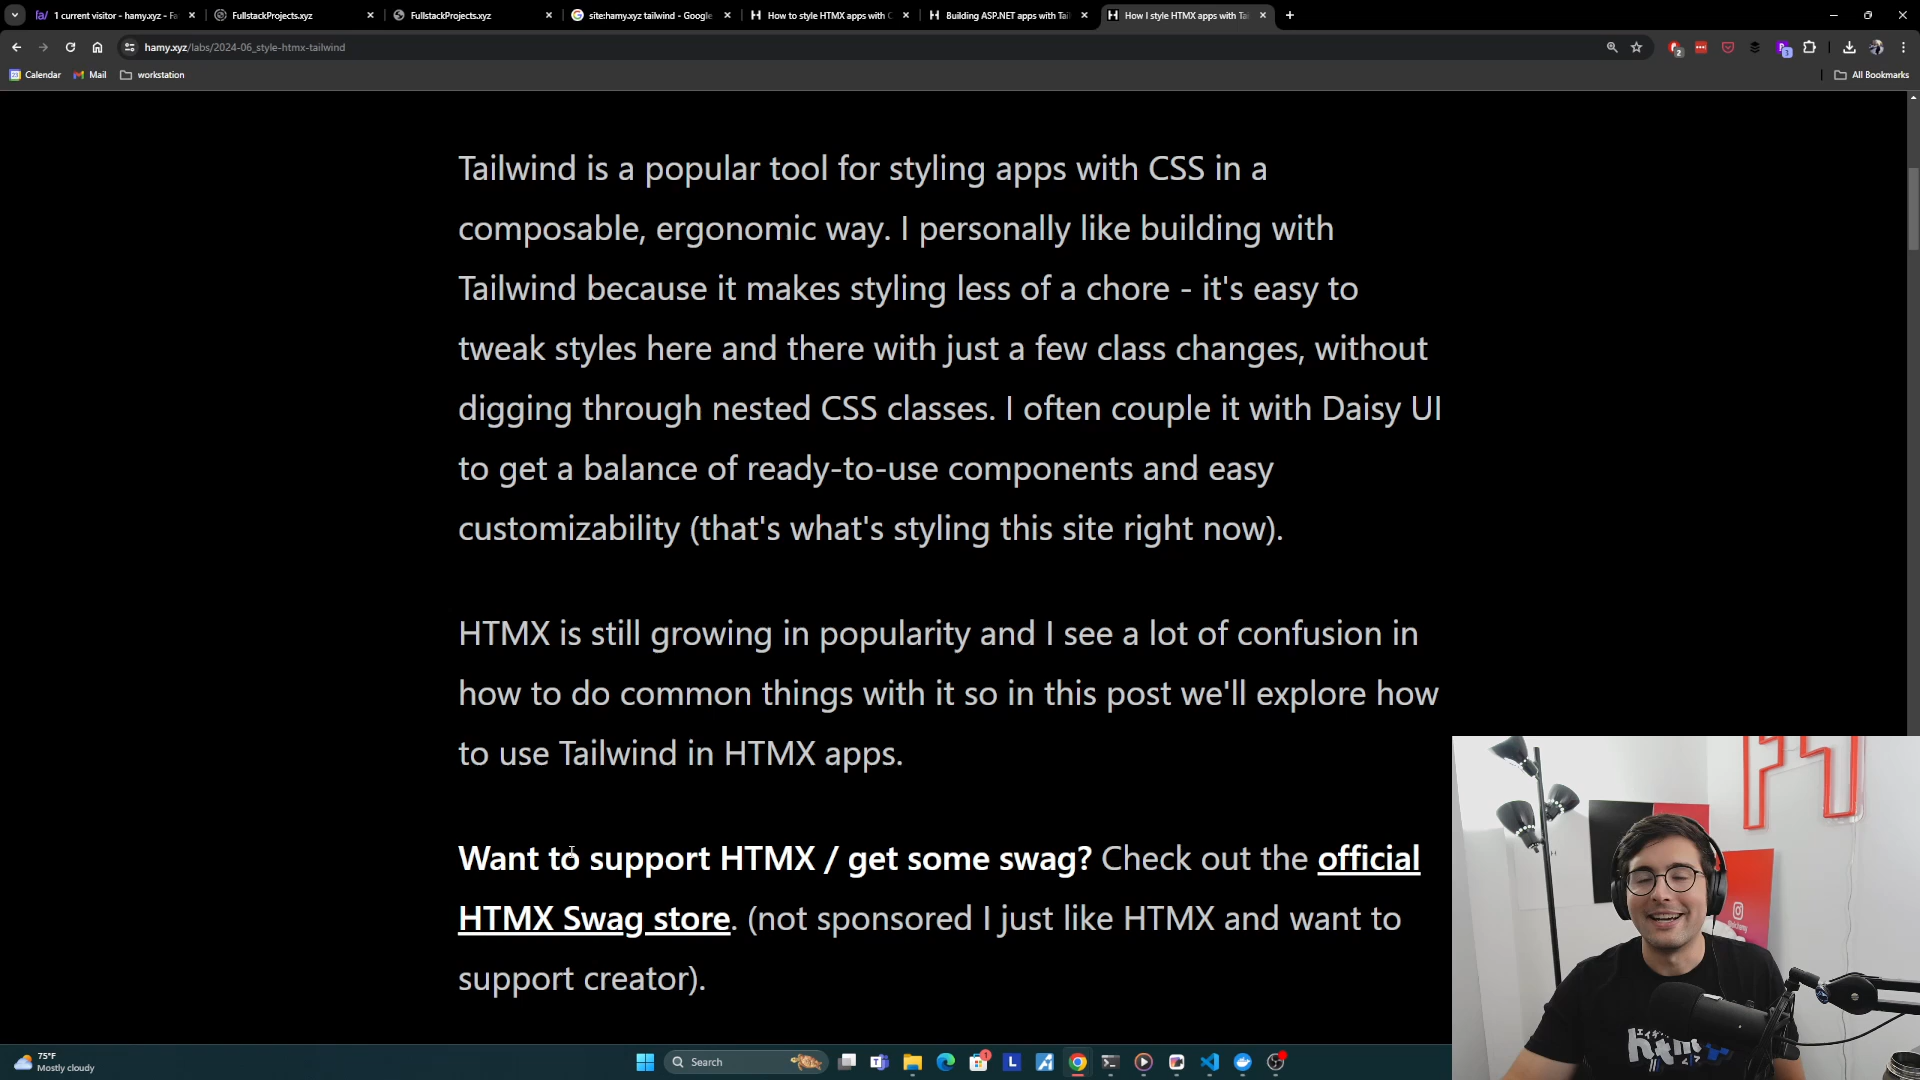 1 current visitor - hamy.xyz - Fa
FullstackProjects.xyz
FullstackProjects.xyz
site:hamy.xyz tailwind - Google
How to style HTMX apps with C
Building ASP.NET apps with Tai
How I style HTMX apps with Tai
hamy.xyz/labs/2024-06_style-htmx-tailwind
Calendar
Mail
workstation
All Bookmarks
Tailwind is a popular tool for styling apps with CSS in a
composable, ergonomic way. I personally like building with
Tailwind because it makes styling less of a chore - it's easy to
tweak styles here and there with just a few class changes, without
digging through nested CSS classes. I often couple it with Daisy UI
to get a balance of ready-to-use components and easy
customizability (that's what's styling this site right now).
HTMX is still growing in popularity and I see a lot of confusion in
how to do common things with it so in this post we'll explore how
to use Tailwind in HTMX apps.
Want to support HTMX / get some swag? Check out the official
HTMX Swag store. (not sponsored I just like HTMX and want to
support creator).
75°F
Mostly cloudy
Search